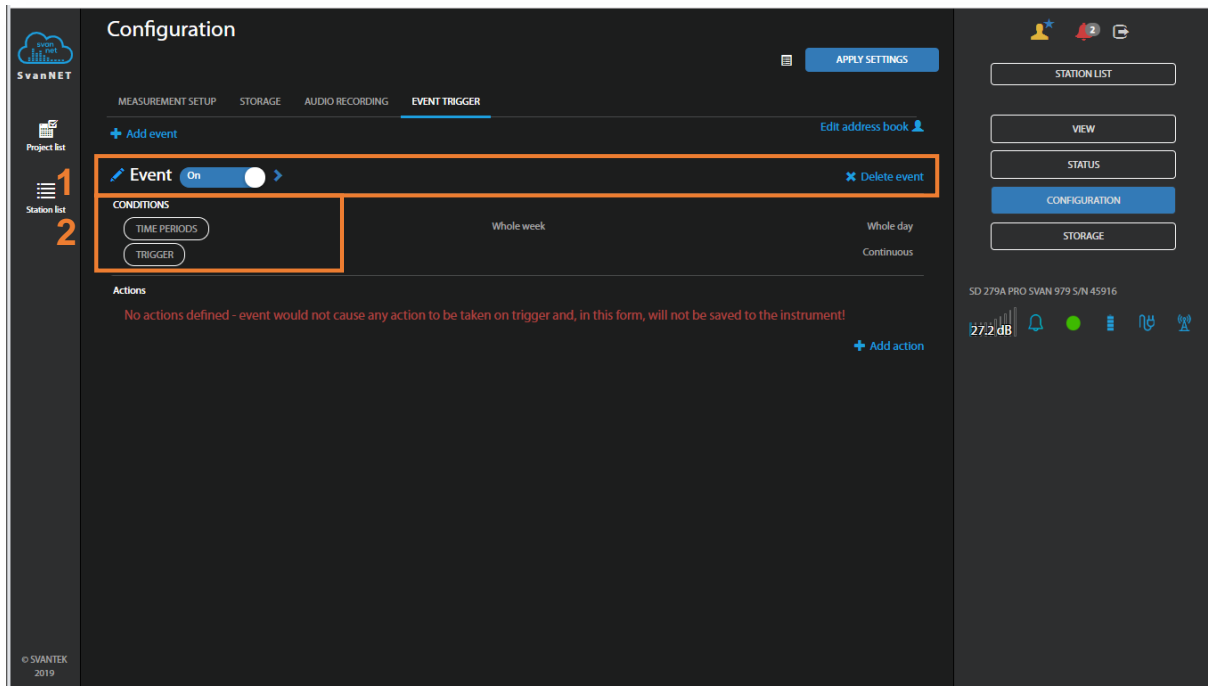 svan
net
SvanNET
Project list
1
Station list
2
© SVANTEK
2019
Configuration
APPLY SETTINGS
MEASUREMENT SETUP STORAGE AUDIO RECORDING EVENT TRIGGER
Add event
Edit address book
Event On
Delete event
CONDITIONS
TIME PERIODS Whole week Whole day
TRIGGER Continuous
Actions
No actions defined - event would not cause any action to be taken on trigger and, in this form, will not be saved to the instrument!
Add action
2
STATION LIST
VIEW
STATUS
CONFIGURATION
STORAGE
SD 279A PRO SVAN 979 S/N 45916
27.2 dB